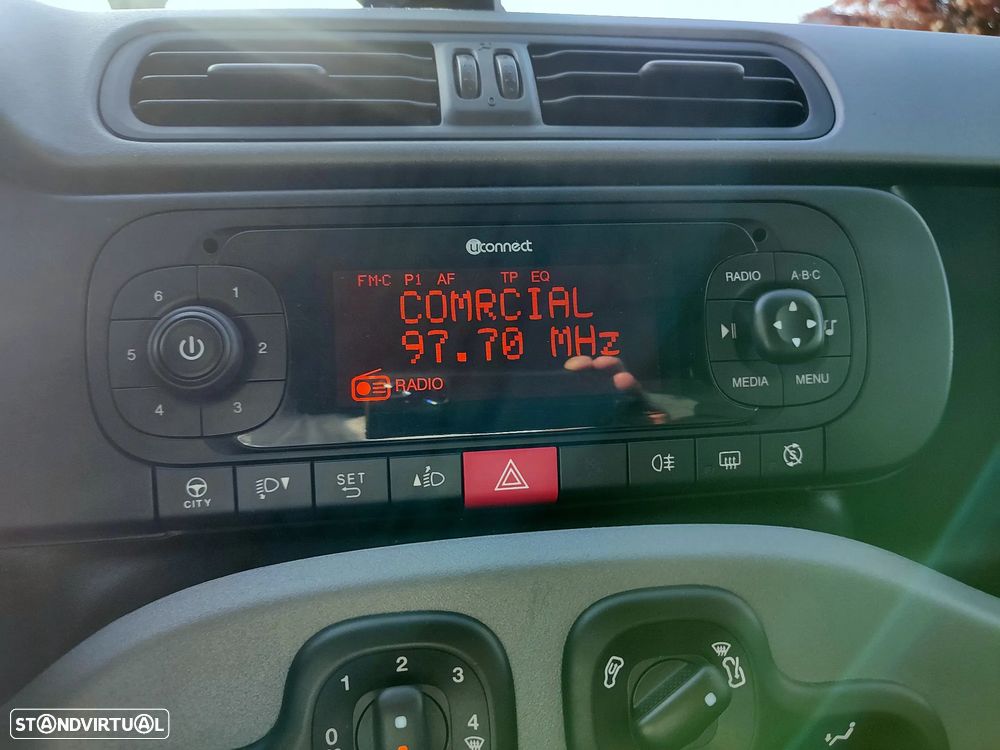 uconnect
FM-C P1 AF TP EQ
COMRCIAL
97.70 MHz
RADIO
6 1
5 2
4 3
RADIO A·B·C
MEDIA MENU
CITY
SET
1 2 3
0 4
STANDVIRTUAL